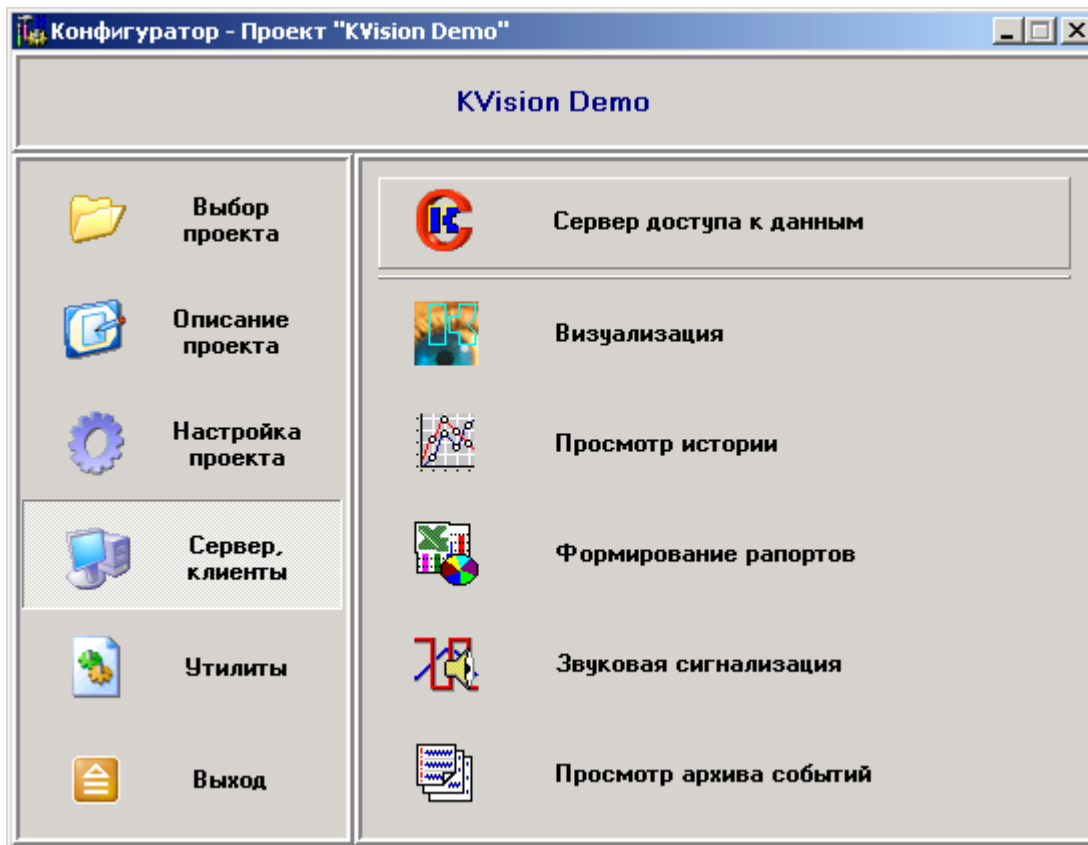 Конфигуратор - Проект "KVision Demo"
KVision Demo
Выбор
проекта
Описание
проекта
Настройка
проекта
Сервер,
клиенты
Утилиты
Выход
Сервер доступа к данным
Визуализация
Просмотр истории
Формирование рапортов
Звуковая сигнализация
Просмотр архива событий